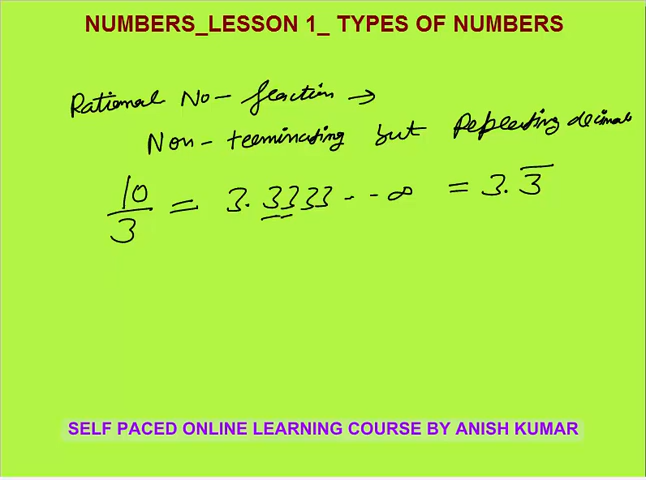 NUMBERS_LESSON 1_ TYPES OF NUMBERS
Rational No - fraction →
Non-terminating but Repeating decimals
10/3 = 3.3333--∞ = 3.3̅
SELF PACED ONLINE LEARNING COURSE BY ANISH KUMAR